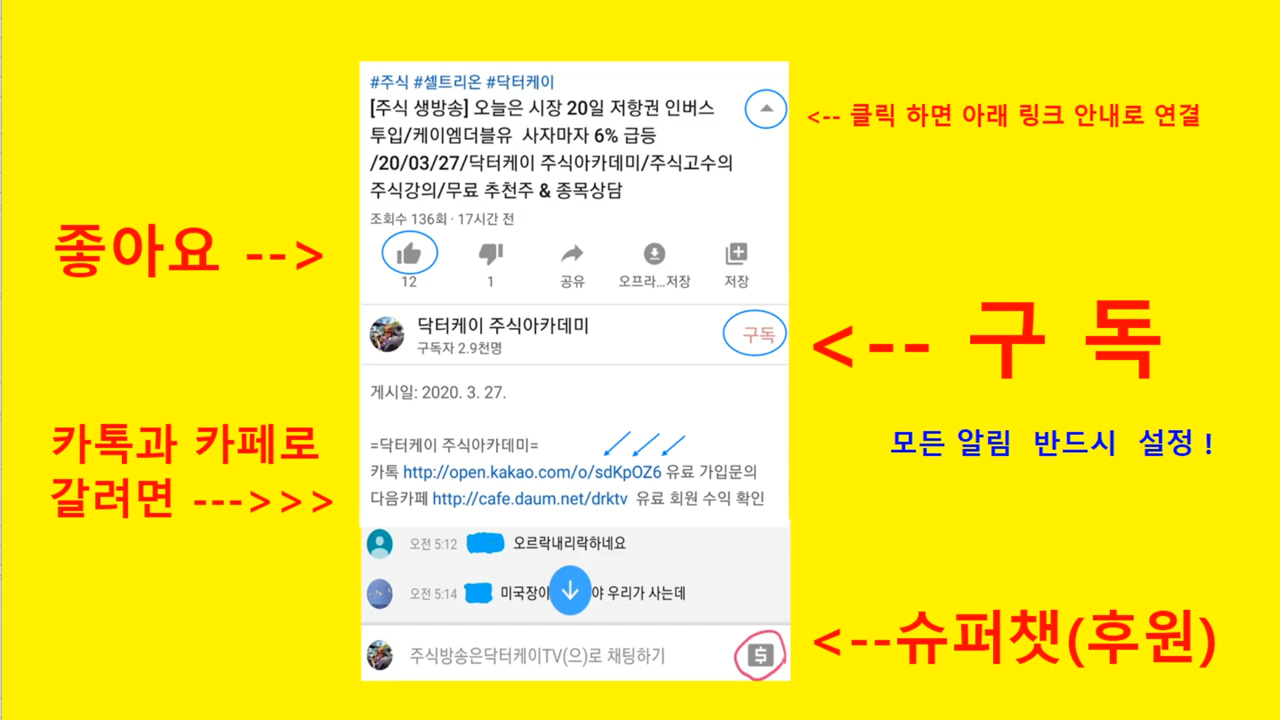 #주식 #셀트리온 #닥터케이
[주식 생방송] 오늘은 시장 20일 저항권 인버스
투입/케이엠더블유 사자마자 6% 급등
/20/03/27/닥터케이 주식아카데미/주식고수의
주식강의/무료 추천주 & 종목상담
<-- 클릭 하면 아래 링크 안내로 연결
조회수 136회 · 17시간 전
좋아요 -->
12
1
공유
오프라...저장
저장
닥터케이 주식아카데미
구독자 2.9천명
구독
<-- 구 독
게시일: 2020. 3. 27.
모든 알림 반드시 설정 !
카톡과 카페로
갈려면 --->>>
=닥터케이 주식아카데미=
카톡 http://open.kakao.com/o/sdKpOZ6 유료 가입문의
다음카페 http://cafe.daum.net/drktv 유료 회원 수익 확인
오전 5:12 오르락내리락하네요
오전 5:14 미국장이 야 우리가 사는데
주식방송은닥터케이TV(으)로 채팅하기
<--슈퍼챗(후원)